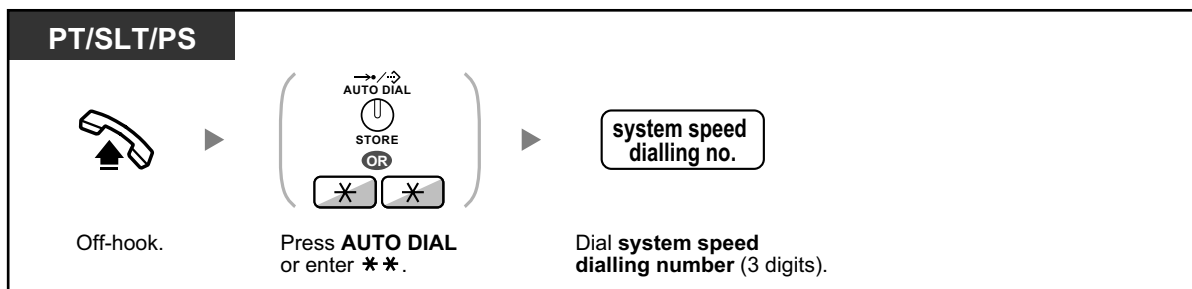 PT/SLT/PS
AUTO DIAL
STORE
OR
✱ ✱
system speed
dialling no.
Off-hook.
Press AUTO DIAL
or enter ✱✱.
Dial system speed
dialling number (3 digits).